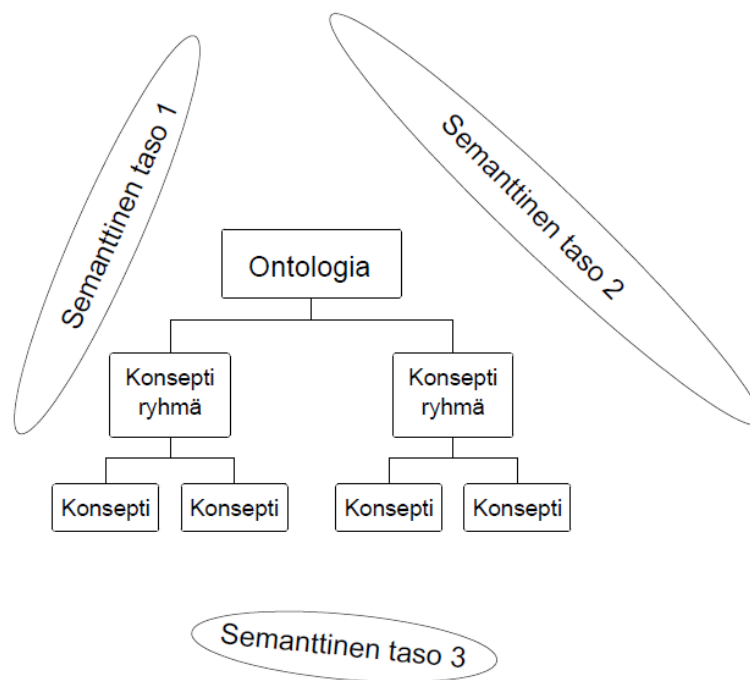 Semanttinen taso 1
Semanttinen taso 2
Ontologia
Konsepti
ryhmä
Konsepti
ryhmä
Konsepti
Konsepti
Konsepti
Konsepti
Semanttinen taso 3